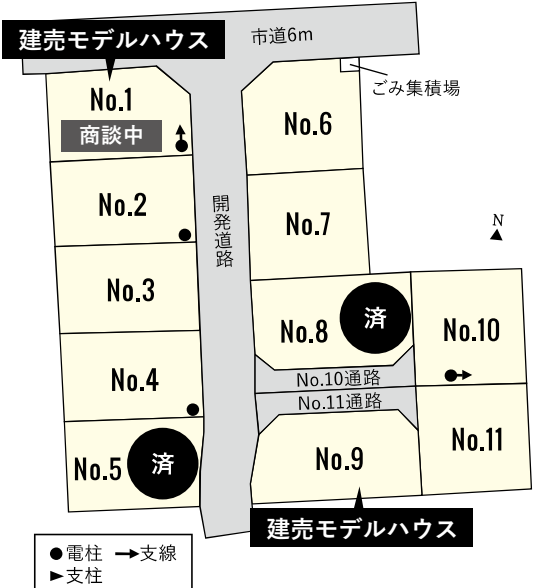 市道6m
建売モデルハウス
ごみ集積場
No.1
商談中
No.6
No.2
開発道路
No.7
N
No.3
No.8
済
No.10
No.4
No.10通路
No.11通路
No.5
済
No.9
No.11
建売モデルハウス
●電柱 →支線
►支柱